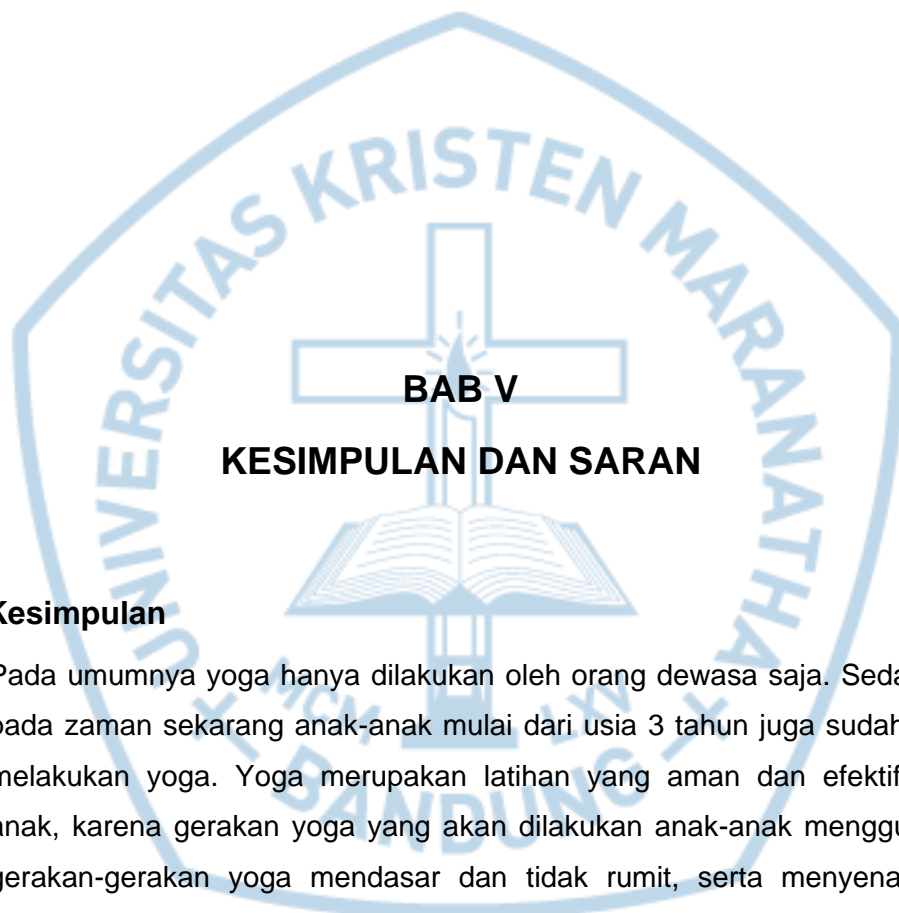 UNIVERSITAS KRISTEN MARANATHA
BAB V
KESIMPULAN DAN SARAN
Kesimpulan
Pada umumnya yoga hanya dilakukan oleh orang dewasa saja. Seda
pada zaman sekarang anak-anak mulai dari usia 3 tahun juga sudah
melakukan yoga. Yoga merupakan latihan yang aman dan efektif
anak, karena gerakan yoga yang akan dilakukan anak-anak menggu
gerakan-gerakan yoga mendasar dan tidak rumit, serta menyena
MCM LXV
BANDUNG